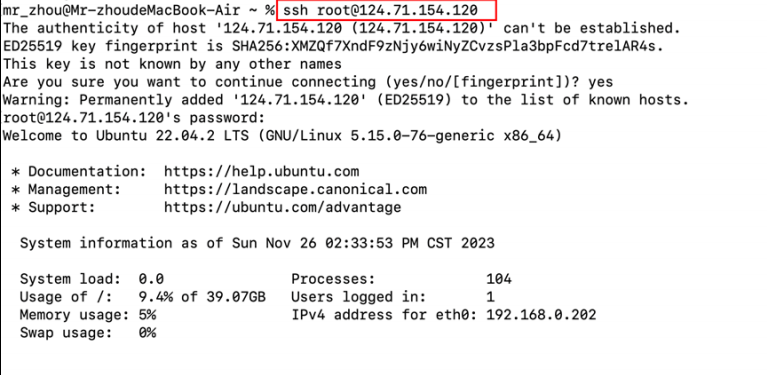 mr_zhou@Mr-zhoudeMacBook-Air ~ % ssh root@124.71.154.120
The authenticity of host '124.71.154.120 (124.71.154.120)' can't be established.
ED25519 key fingerprint is SHA256:XMZQf7XndF9zNjy6wiNyZCvzsPla3bpFcd7trelAR4s.
This key is not known by any other names
Are you sure you want to continue connecting (yes/no/[fingerprint])? yes
Warning: Permanently added '124.71.154.120' (ED25519) to the list of known hosts.
root@124.71.154.120's password:
Welcome to Ubuntu 22.04.2 LTS (GNU/Linux 5.15.0-76-generic x86_64)
* Documentation:  https://help.ubuntu.com
* Management:     https://landscape.canonical.com
* Support:        https://ubuntu.com/advantage
System information as of Sun Nov 26 02:33:53 PM CST 2023
System load:  0.0                Processes:             104
Usage of /:   9.4% of 39.07GB   Users logged in:       1
Memory usage: 5%                 IPv4 address for eth0: 192.168.0.202
Swap usage:   0%